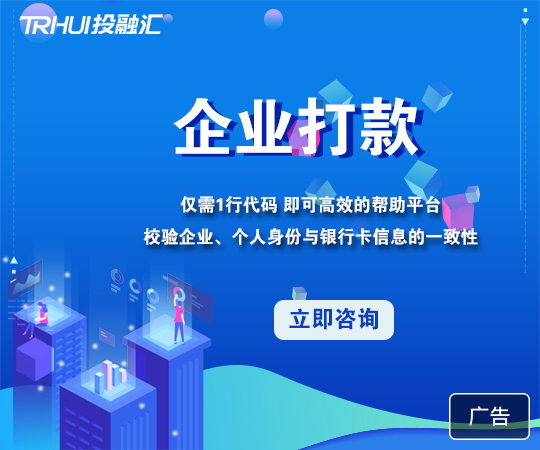 TRHUI投融汇
企业打款
仅需1行代码 即可高效的帮助平台
校验企业、个人身份与银行卡信息的一致性
立即咨询
广告